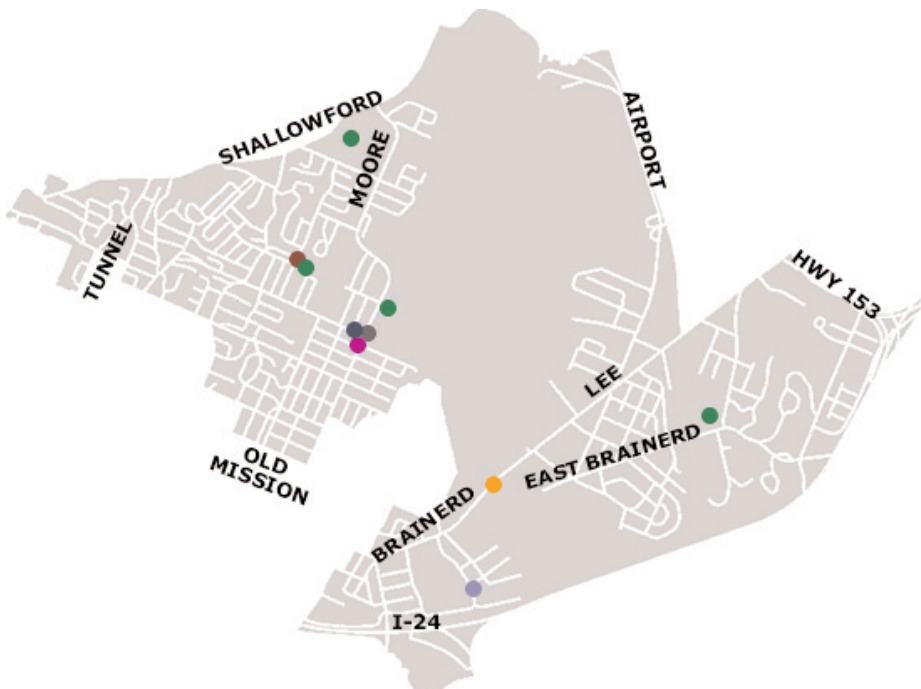 SHALLOWFORD
MOORE
AIRPORT
TUNNEL
HWY 153
LEE
EAST BRAINERD
OLD
MISSION
BRAINERD
I-24